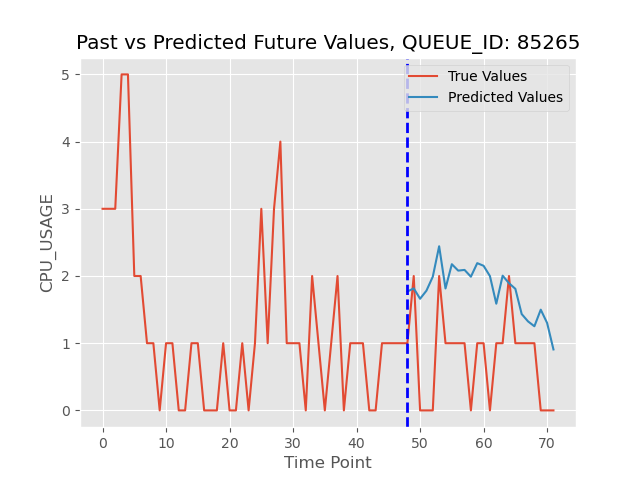 Past vs Predicted Future Values, QUEUE_ID: 85265
True Values
Predicted Values
CPU_USAGE
5
4
3
2
1
0
0 10 20 30 40 50 60 70
Time Point